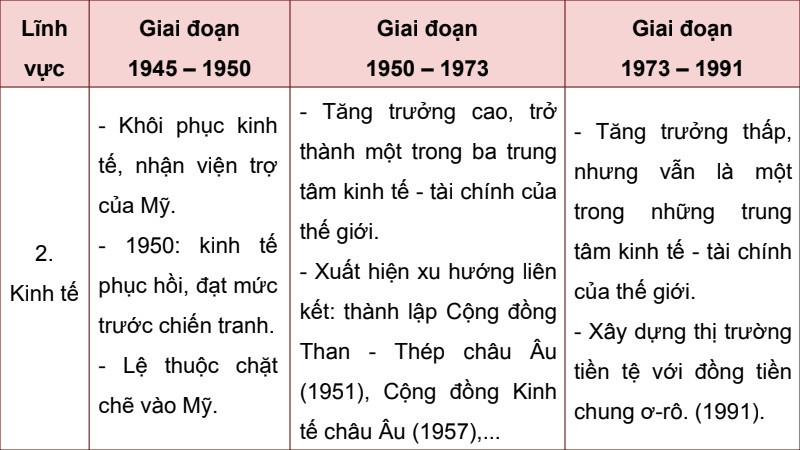 Lĩnh
vực
Giai đoạn
1945 – 1950
Giai đoạn
1950 – 1973
Giai đoạn
1973 – 1991
2.
Kinh tế
- Khôi phục kinh
tế, nhận viện trợ
của Mỹ.
- 1950: kinh tế
phục hồi, đạt mức
trước chiến tranh.
- Lệ thuộc chặt
chẽ vào Mỹ.
- Tăng trưởng cao, trở
thành một trong ba trung
tâm kinh tế - tài chính của
thế giới.
- Xuất hiện xu hướng liên
kết: thành lập Cộng đồng
Than - Thép châu Âu
(1951), Cộng đồng Kinh
tế châu Âu (1957),...
- Tăng trưởng thấp,
nhưng vẫn là một
trong những trung
tâm kinh tế - tài chính
của thế giới.
- Xây dựng thị trường
tiền tệ với đồng tiền
chung ơ-rô. (1991).